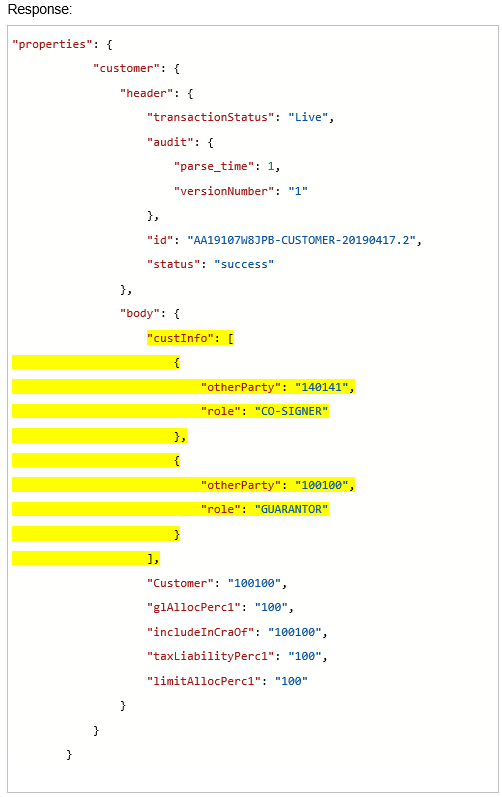 Response:
"properties": {
"customer": {
"header": {
"transactionStatus": "Live",
"audit": {
"parse_time": 1,
"versionNumber": "1"
},
"id": "AA19107W8JPB-CUSTOMER-20190417.2",
"status": "success"
},
"body": {
"custInfo": [
{
"otherParty": "140141",
"role": "CO-SIGNER"
},
{
"otherParty": "100100",
"role": "GUARANTOR"
}
],
"Customer": "100100",
"glAllocPerc1": "100",
"includeInCraOf": "100100",
"taxLiabilityPerc1": "100",
"limitAllocPerc1": "100"
}
}
}